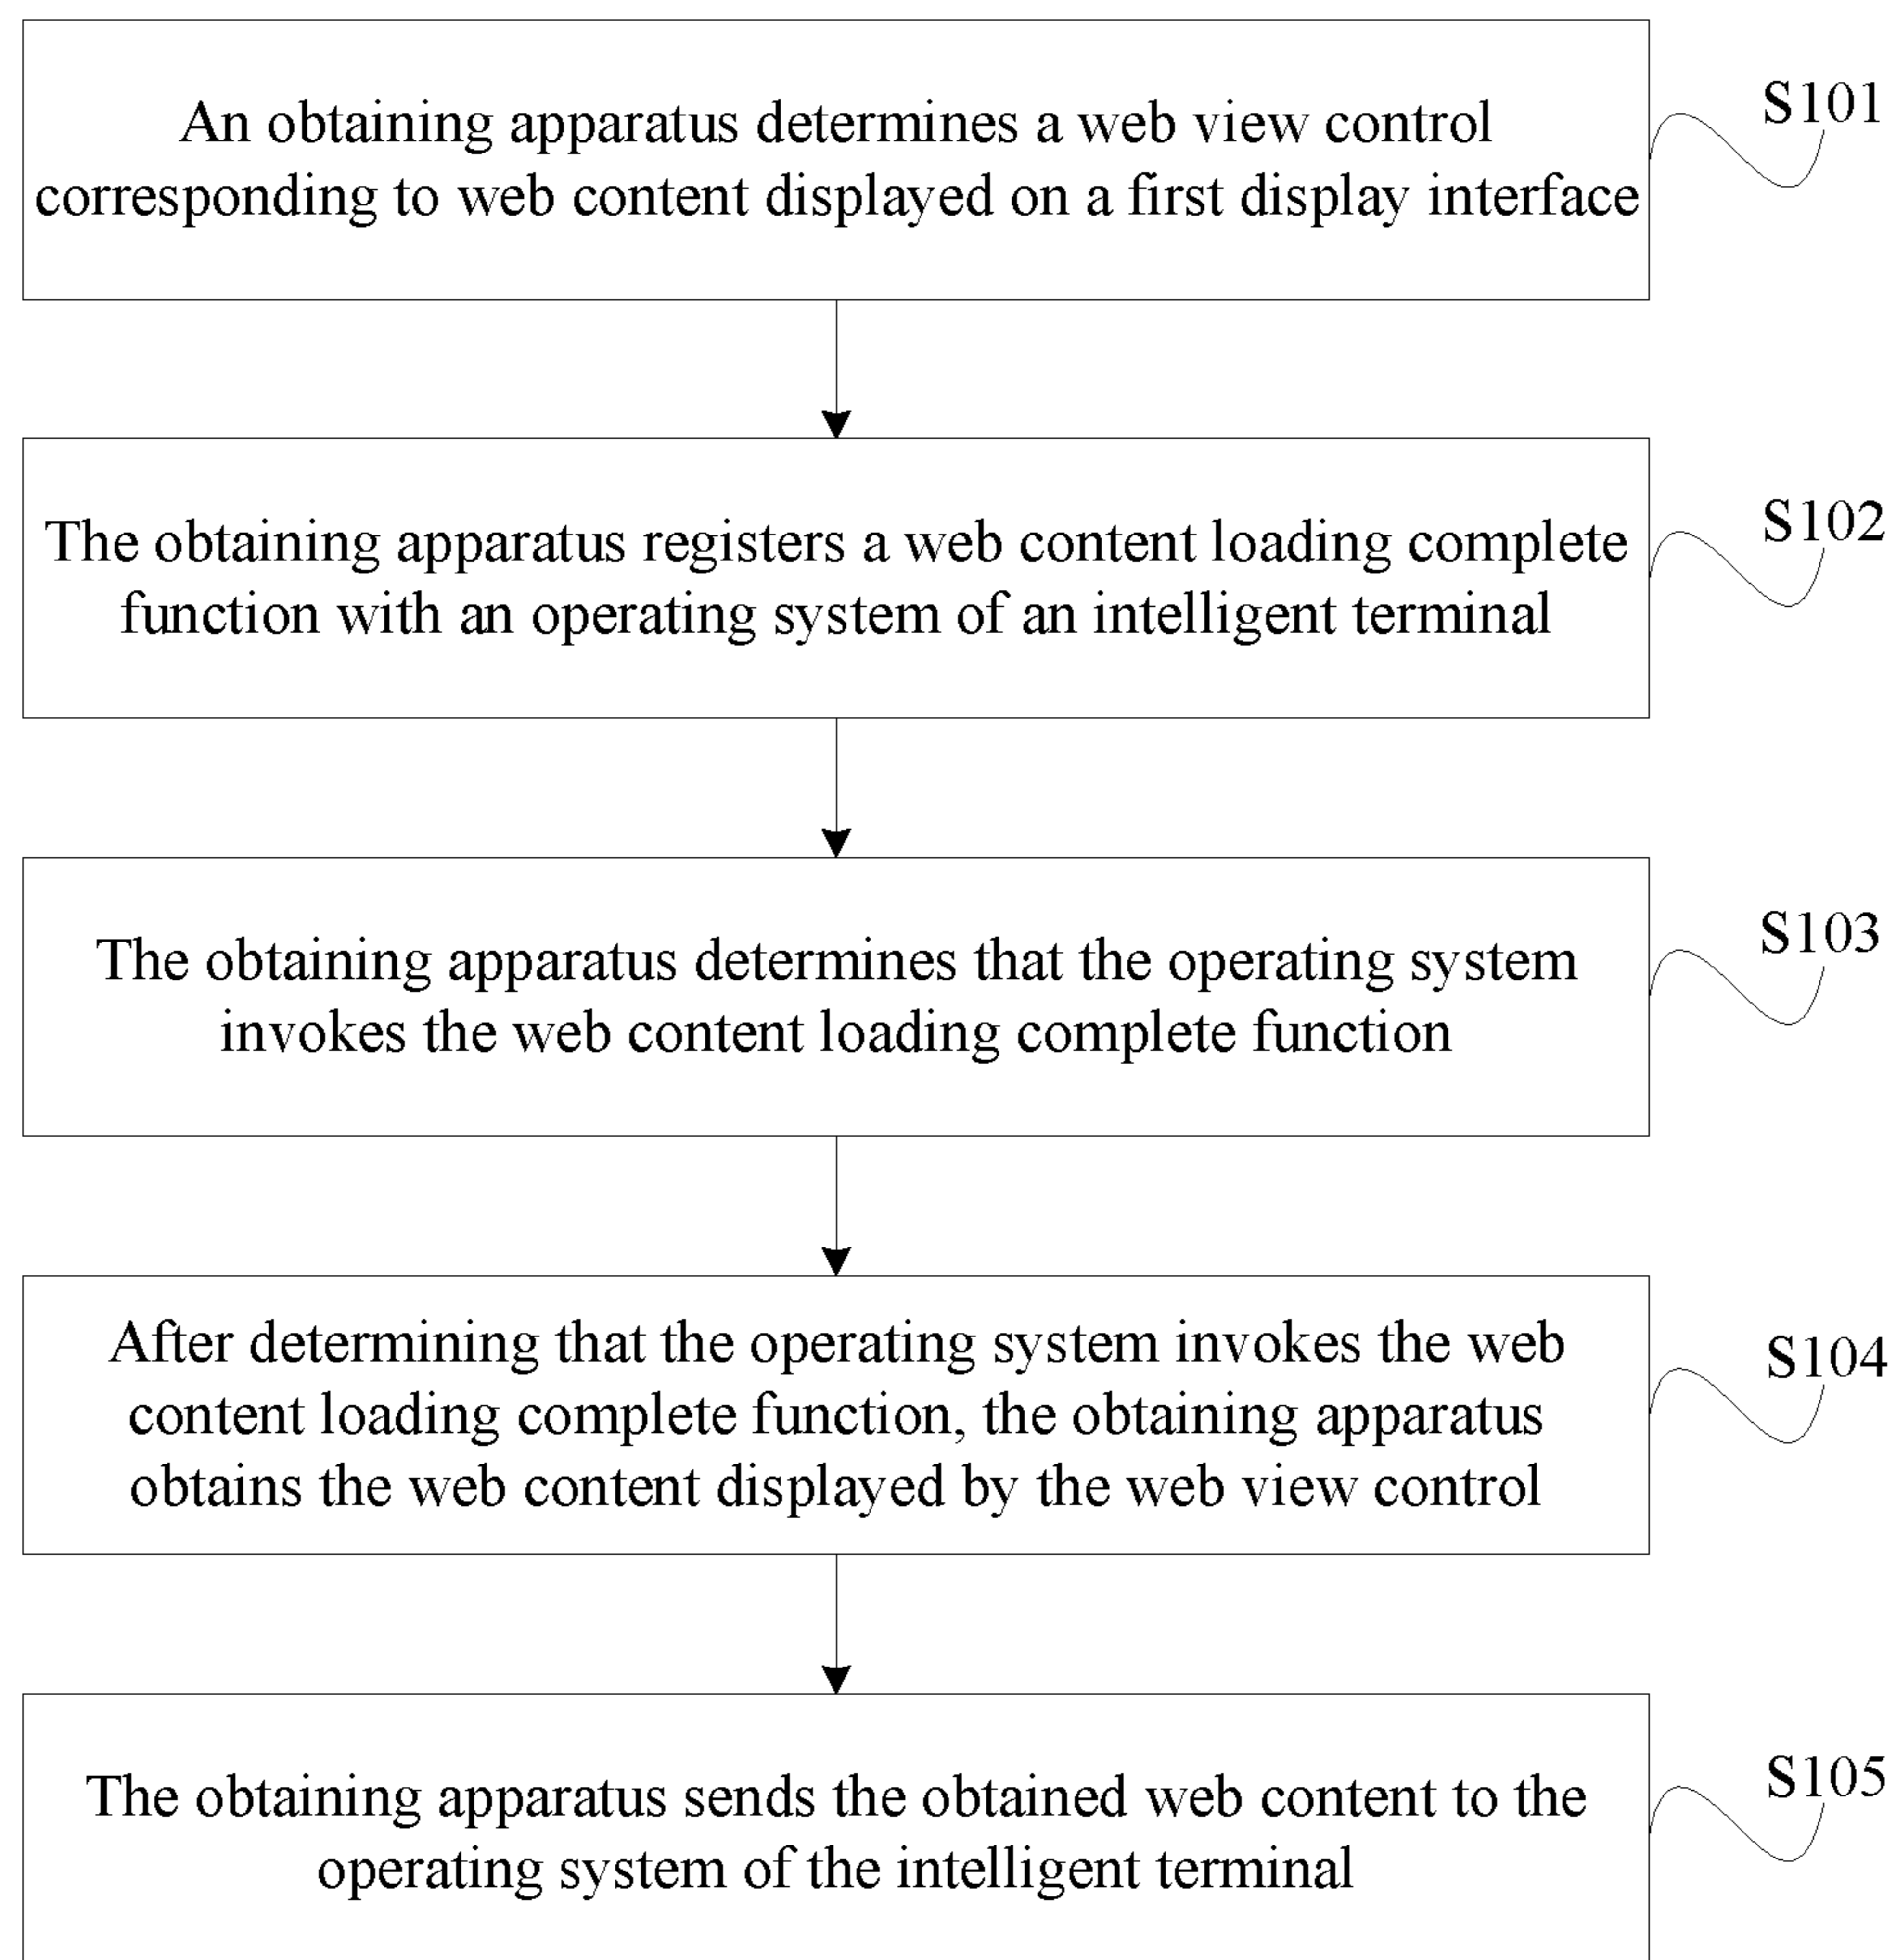 An obtaining apparatus determines a web view control
corresponding to web content displayed on a first display interface
S101
The obtaining apparatus registers a web content loading complete
function with an operating system of an intelligent terminal
S102
The obtaining apparatus determines that the operating system
invokes the web content loading complete function
S103
After determining that the operating system invokes the web
content loading complete function, the obtaining apparatus
obtains the web content displayed by the web view control
S104
The obtaining apparatus sends the obtained web content to the
operating system of the intelligent terminal
S105